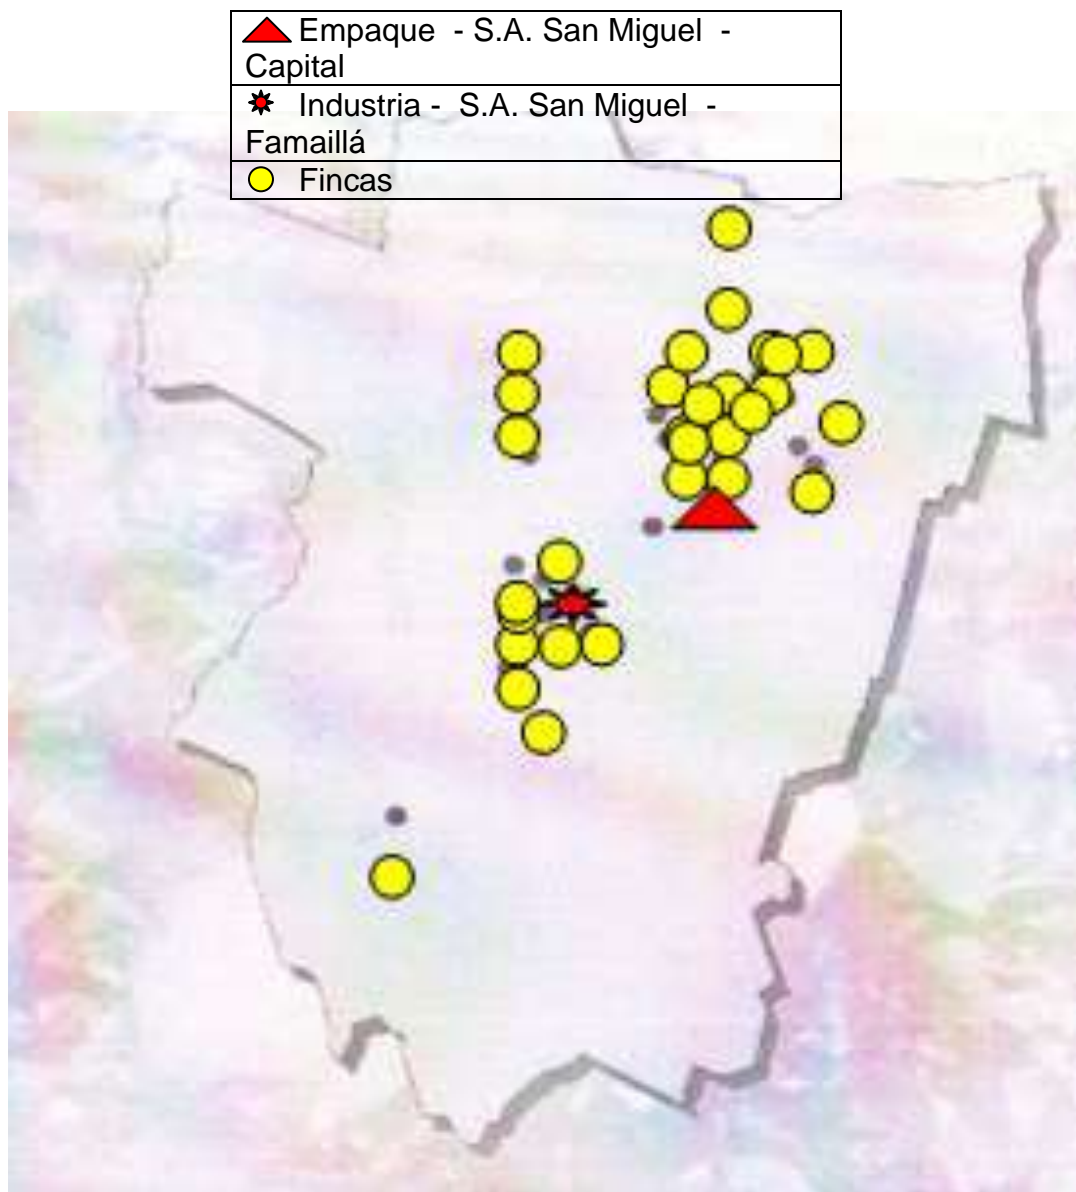 Empaque - S.A. San Miguel -
Capital
Industria - S.A. San Miguel -
Famaillá
Fincas